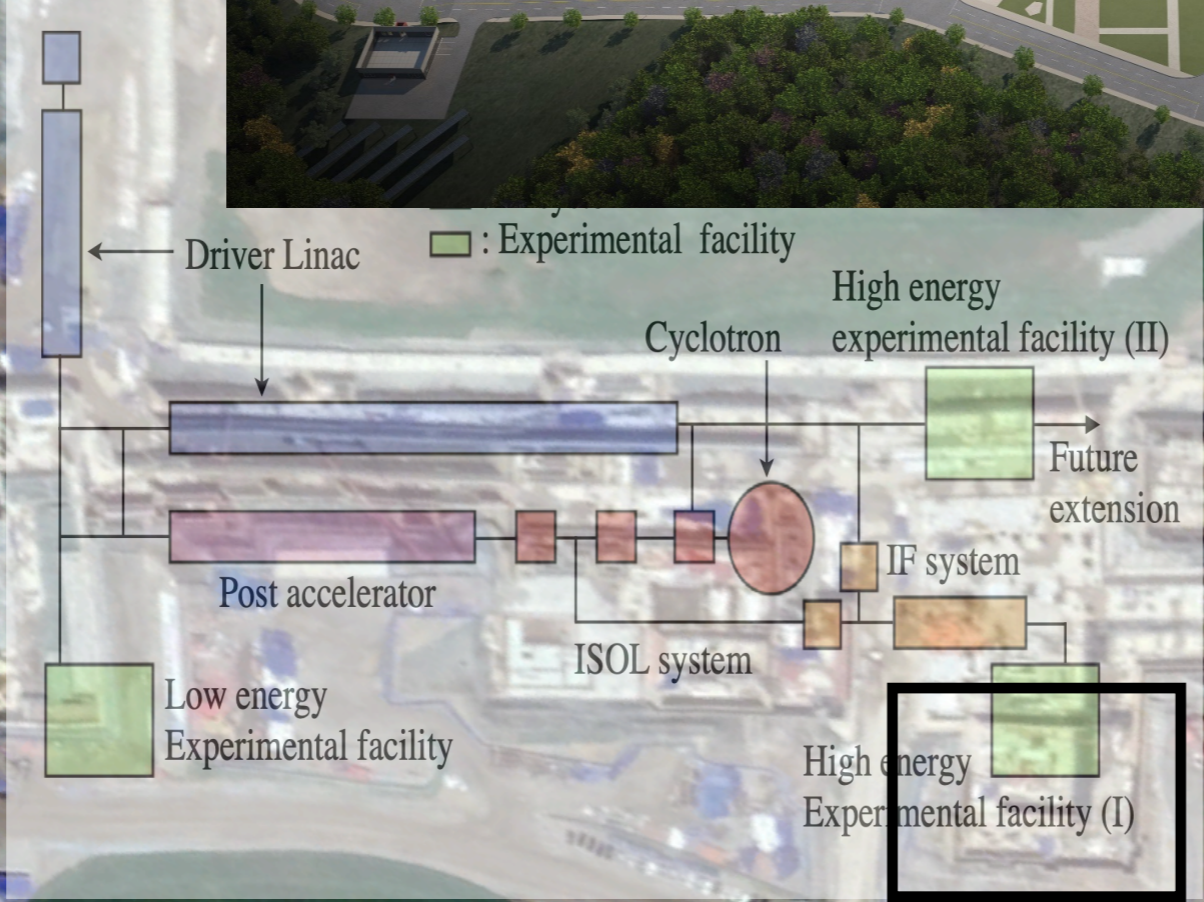 : Experimental facility
Driver Linac
High energy
experimental facility (II)
Cyclotron
Future
extension
IF system
Post accelerator
ISOL system
Low energy
Experimental facility
High energy
Experimental facility (I)